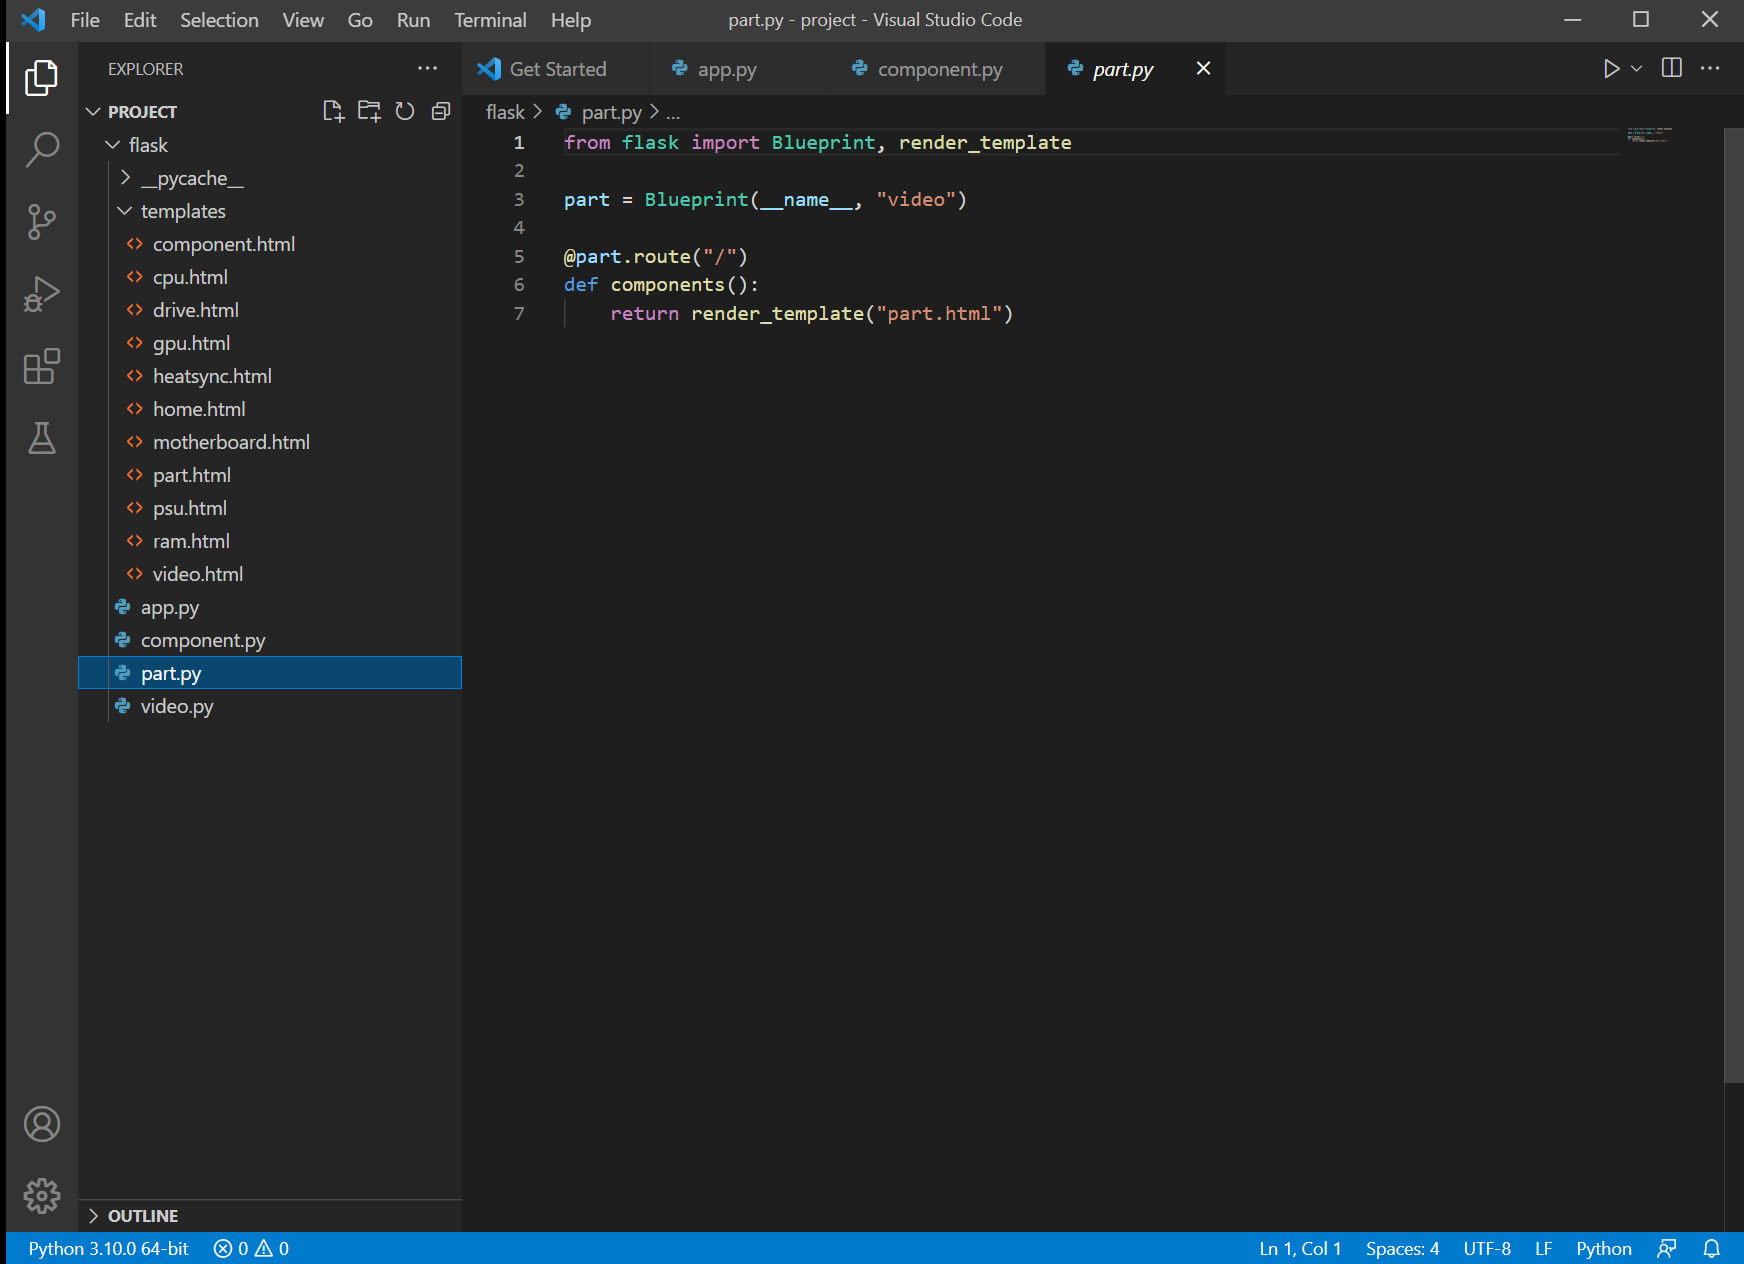 File Edit Selection View Go Run Terminal Help part.py - project - Visual Studio Code
EXPLORER
Get Started app.py component.py part.py
PROJECT
flask
__pycache__
templates
component.html
cpu.html
drive.html
gpu.html
heatsync.html
home.html
motherboard.html
part.html
psu.html
ram.html
video.html
app.py
component.py
part.py
video.py
OUTLINE
flask > part.py > ...
1 from flask import Blueprint, render_template
2
3 part = Blueprint(__name__, "video")
4
5 @part.route("/")
6 def components():
7     return render_template("part.html")
Python 3.10.0 64-bit 0 0 Ln 1, Col 1 Spaces: 4 UTF-8 LF Python